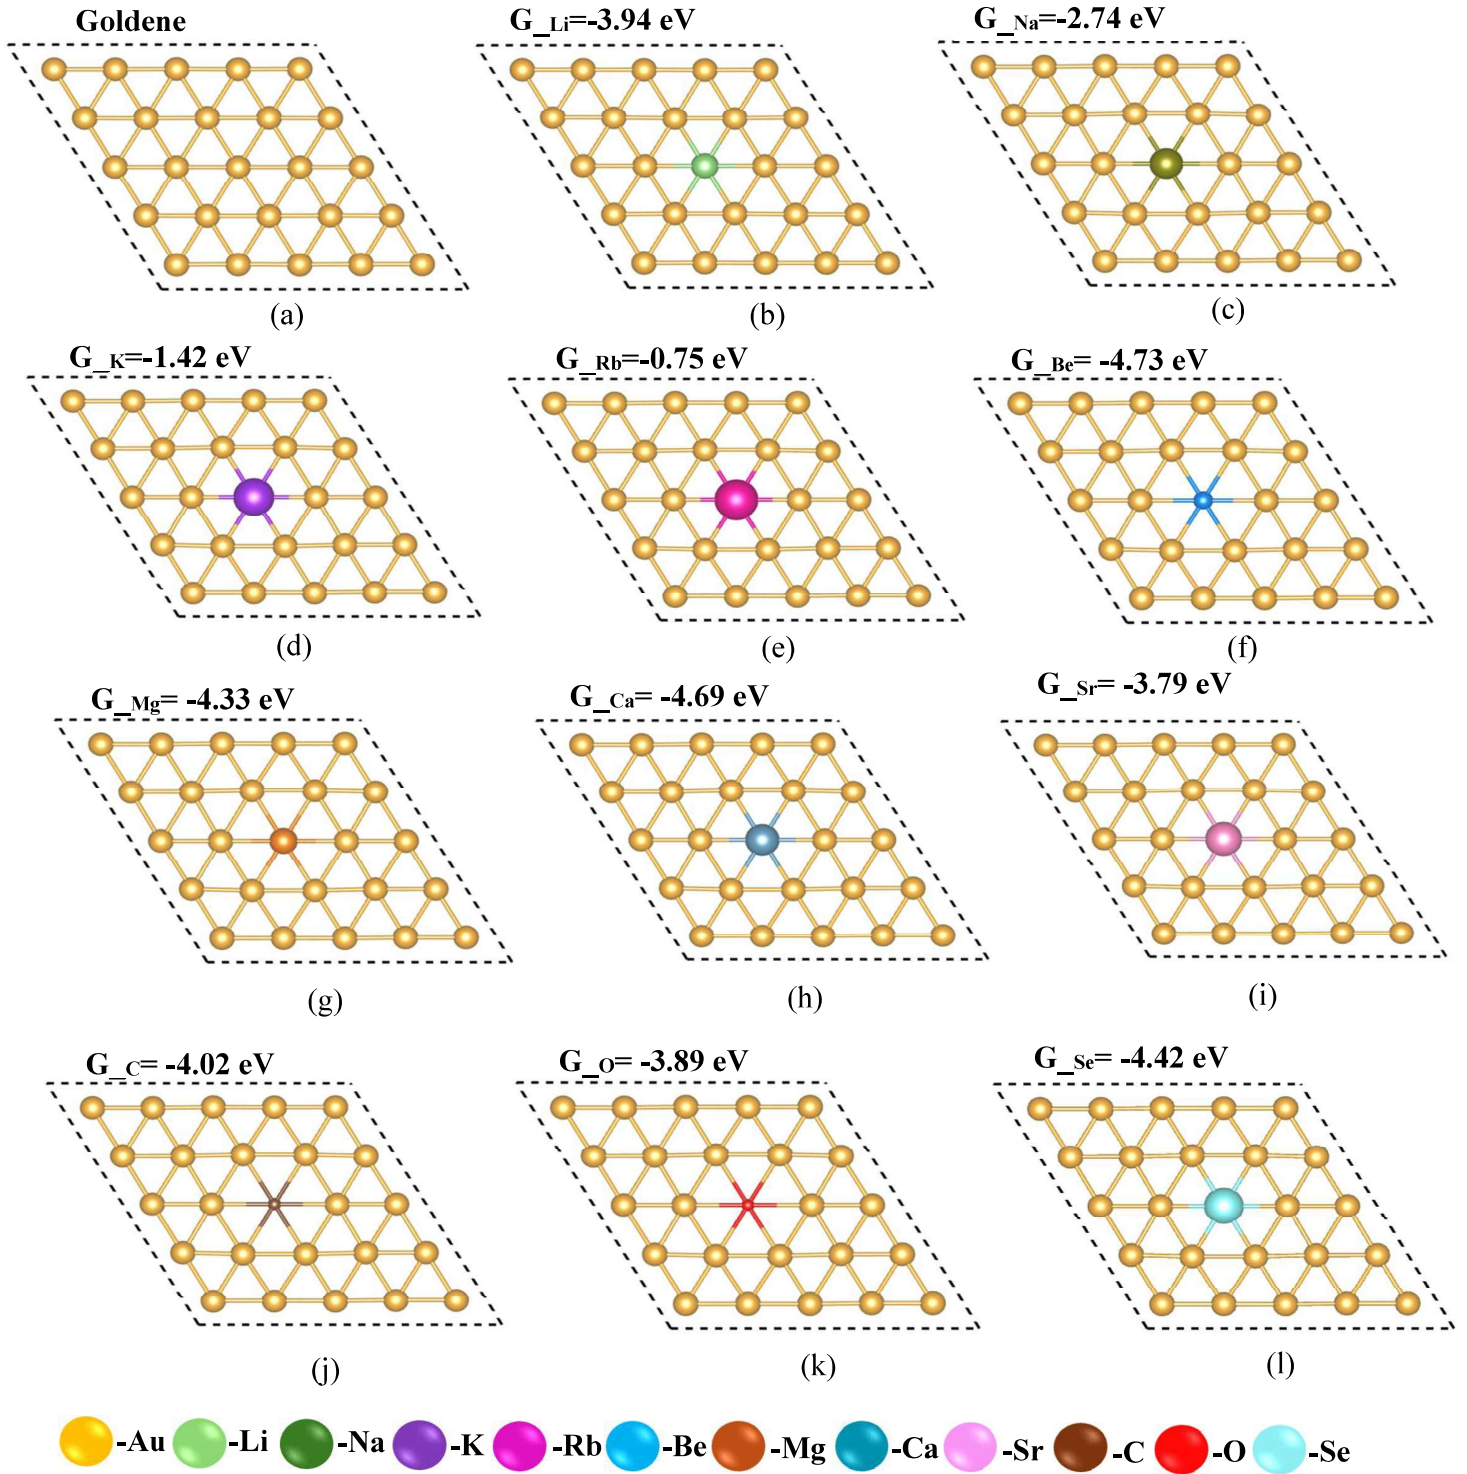 Goldene
G_Li=-3.94 eV
G_Na=-2.74 eV
(a)
(b)
(c)
G_K=-1.42 eV
G_Rb=-0.75 eV
G_Be= -4.73 eV
(d)
(e)
(f)
G_Mg= -4.33 eV
G_Ca= -4.69 eV
G_Sr= -3.79 eV
(g)
(h)
(i)
G_C= -4.02 eV
G_O= -3.89 eV
G_Se= -4.42 eV
(j)
(k)
(l)
-Au -Li -Na -K -Rb -Be -Mg -Ca -Sr -C -O -Se